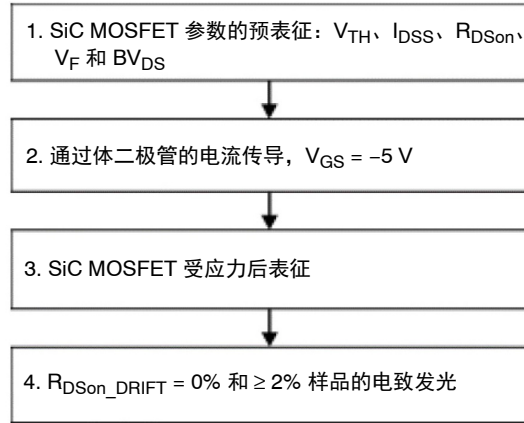 1. SiC MOSFET 参数的预表征：VTH、IDSS、RDSon、
VF 和 BVDS
2. 通过体二极管的电流传导，VGS = −5 V
3. SiC MOSFET 受应力后表征
4. RDSon_DRIFT = 0% 和 ≥ 2% 样品的电致发光